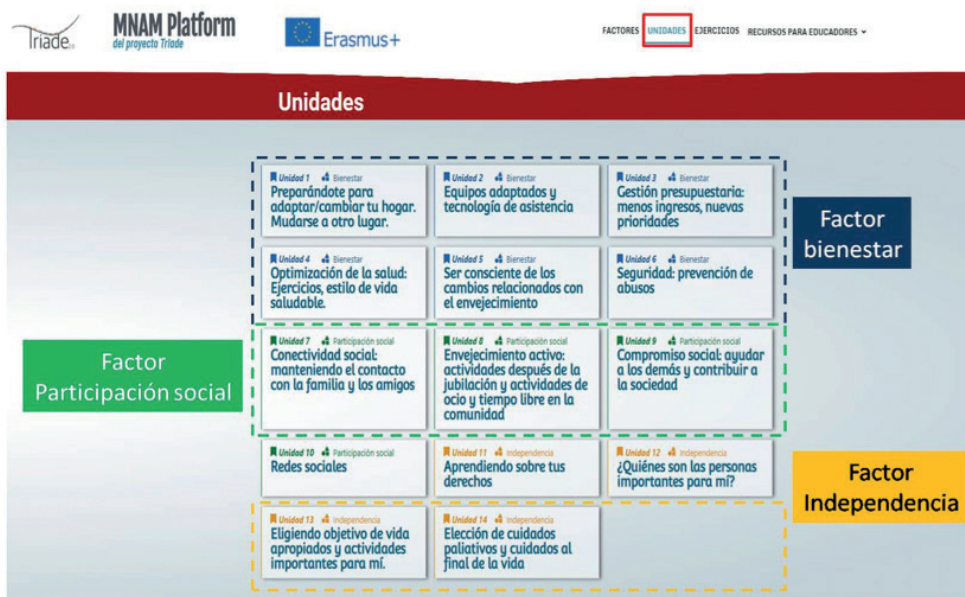 Triade
MNAM Platform
del proyecto Triade
Erasmus+
FACTORES UNIDADES EJERCICIOS RECURSOS PARA EDUCADORES
Unidades
Unidad 1 Bienestar
Preparándote para
adaptar/cambiar tu hogar.
Mudarse a otro lugar.
Unidad 2 Bienestar
Equipos adaptados y
tecnología de asistencia
Unidad 3 Bienestar
Gestión presupuestaria:
menos ingresos, nuevas
prioridades
Factor
bienestar
Unidad 4 Bienestar
Optimización de la salud:
Ejercicios, estilo de vida
saludable.
Unidad 5 Bienestar
Ser consciente de los
cambios relacionados con
el envejecimiento
Unidad 6 Bienestar
Seguridad: prevención de
abusos
Factor
Participación social
Unidad 7 Participación social
Conectividad social:
manteniendo el contacto
con la familia y los amigos
Unidad 8 Participación social
Envejecimiento activo:
actividades después de la
jubilación y actividades de
ocio y tiempo libre en la
comunidad
Unidad 9 Participación social
Compromiso social: ayudar
a los demás y contribuir a
la sociedad
Unidad 10 Participación social
Redes sociales
Unidad 11 Independencia
Aprendiendo sobre tus
derechos
Unidad 12 Independencia
¿Quiénes son las personas
importantes para mí?
Factor
Independencia
Unidad 13 Independencia
Eligiendo objetivo de vida
apropiados y actividades
importantes para mí.
Unidad 14 Independencia
Elección de cuidados
paliativos y cuidados al
final de la vida